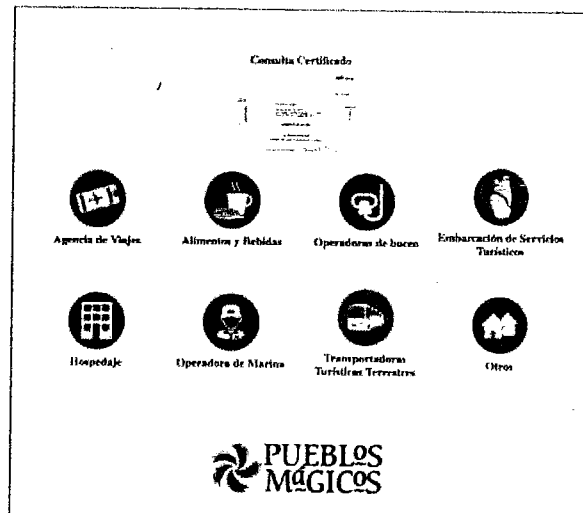 Consulta Certificado
Agencia de Viajes
Alimentos y Bebidas
Operadoras de buceo
Embarcación de Servicios
Turísticos
Hospedaje
Operadora de Marina
Transportadoras
Turísticas Terrestres
Otros
PUEBLOS
MáGICOS